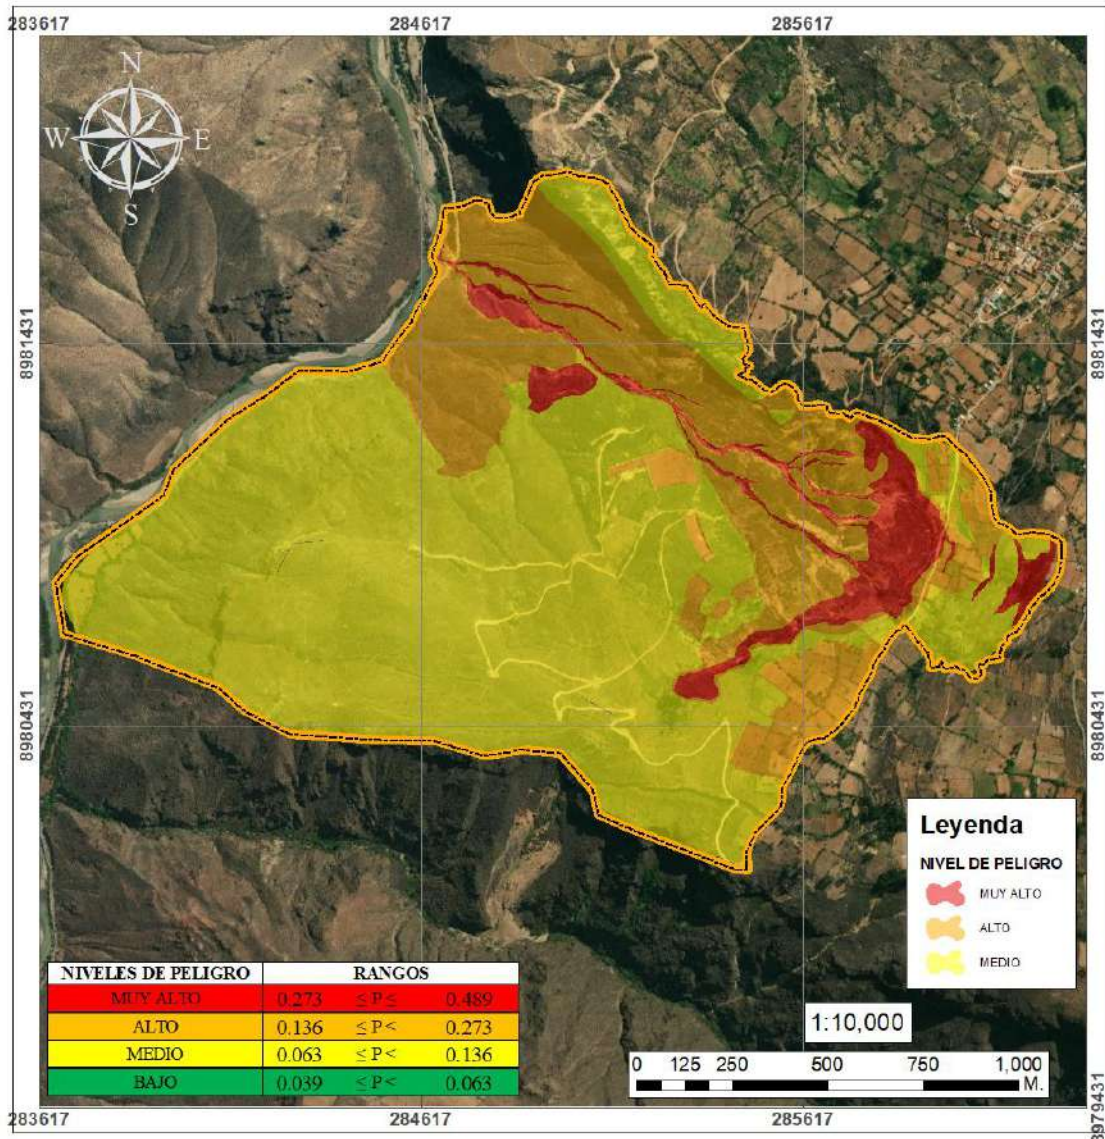 283617 284617 285617
N
W E
S
8981431 8981431
8980431 8980431
Leyenda
NIVEL DE PELIGRO
MUY ALTO
ALTO
MEDIO
NIVELES DE PELIGRO RANGOS
MUY ALTO 0.273 ≤ P ≤ 0.489
ALTO 0.136 ≤ P < 0.273
MEDIO 0.063 ≤ P < 0.136
BAJO 0.039 ≤ P < 0.063
1:10,000
0 125 250 500 750 1,000
M.
8979431
283617 284617 285617